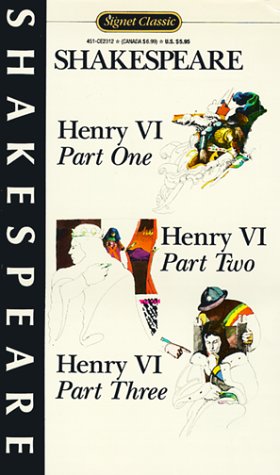 SHAKESPEARE
Signet Classic
451-CE2312 ★ (CANADA $6.99) ★ U.S. $5.95
SHAKESPEARE
Henry VI
Part One
Henry VI
Part Two
Henry VI
Part Three